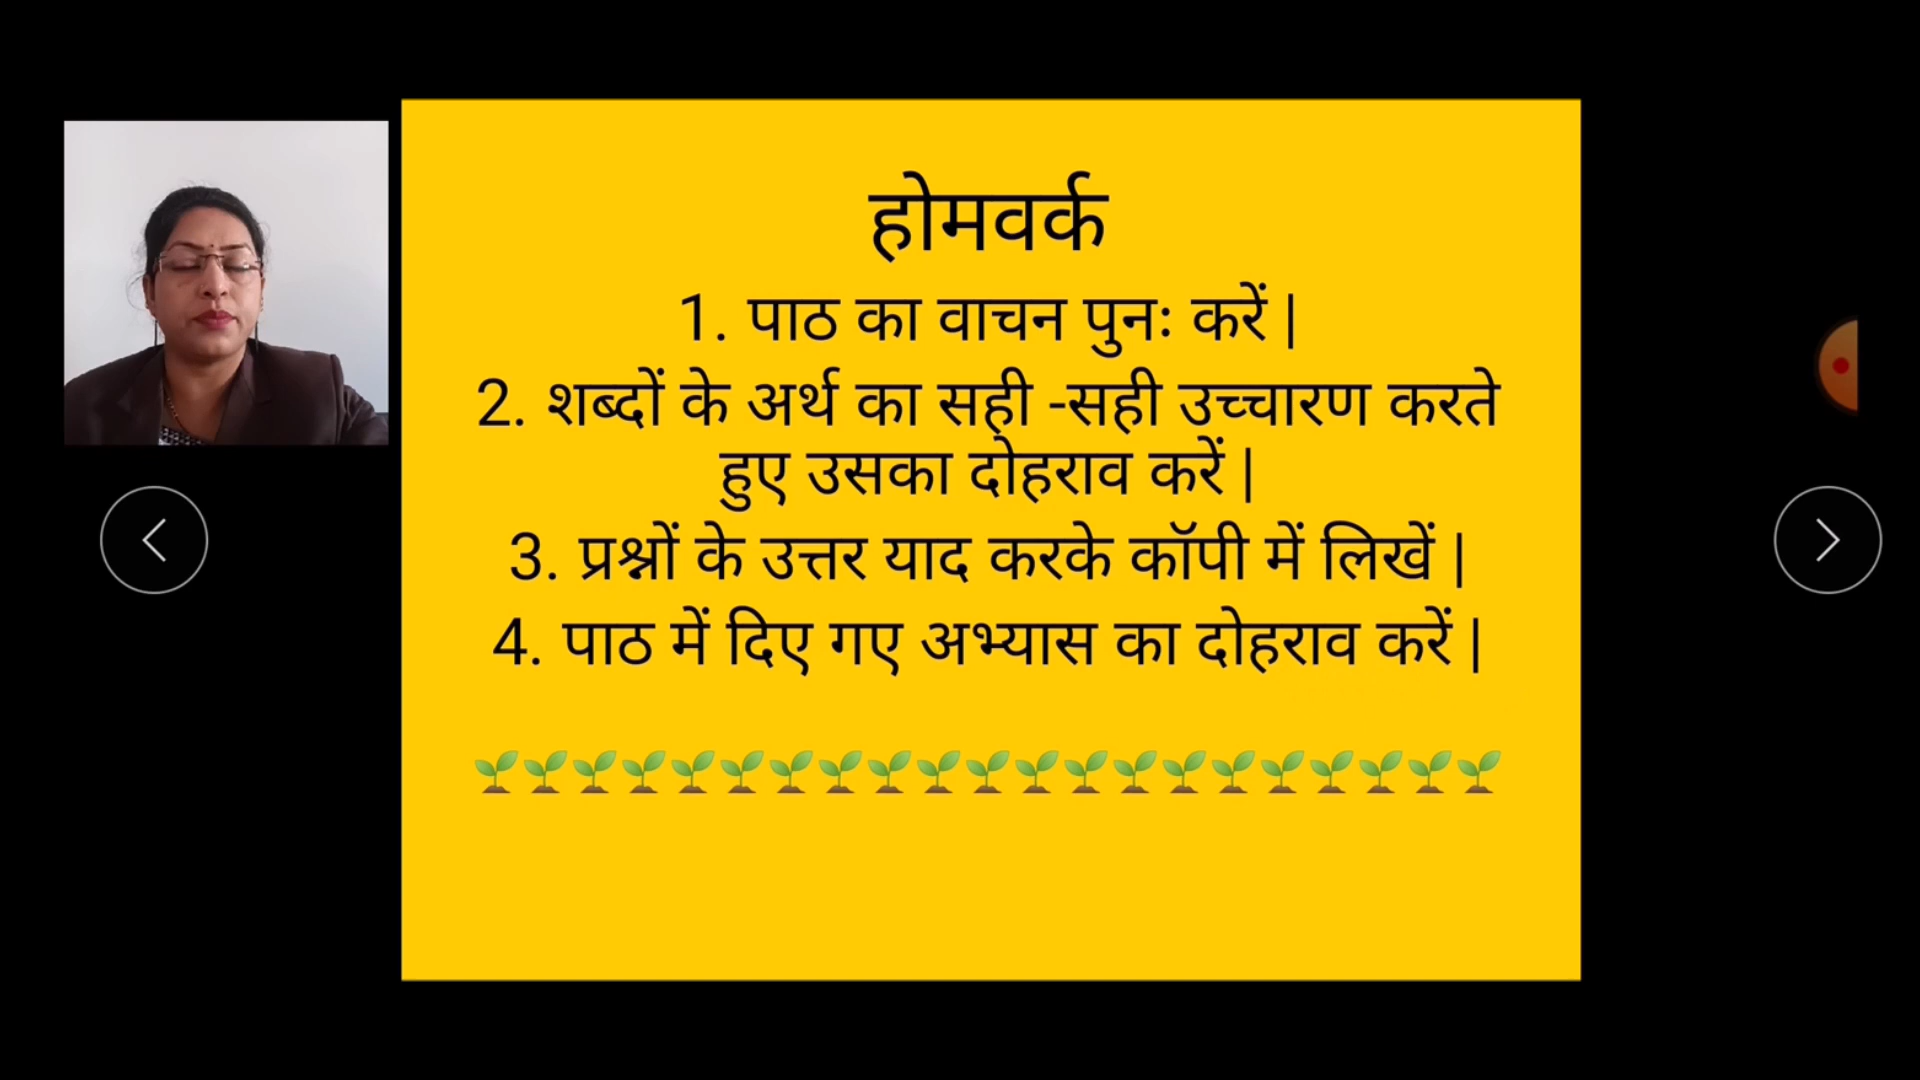 होमवर्क
1. पाठ का वाचन पुनः करें |
2. शब्दों के अर्थ का सही -सही उच्चारण करते
हुए उसका दोहराव करें |
3. प्रश्नों के उत्तर याद करके कॉपी में लिखें |
4. पाठ में दिए गए अभ्यास का दोहराव करें |